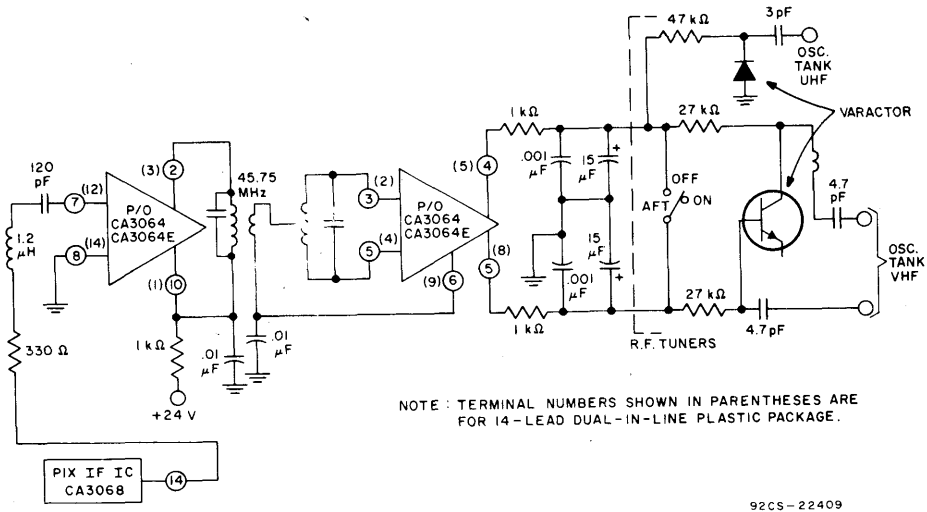 47 kΩ
3 pF
OSC.
TANK
UHF
VARACTOR
1 kΩ
27 kΩ
(5)
4
.001
μF
15
μF
+
OFF
AFT
ON
4.7
pF
OSC.
TANK
VHF
120
pF
(12)
7
(3)
2
45.75
MHz
P/O
CA3064
CA3064E
(14)
8
(1)
10
1.2
μH
(2)
3
(4)
5
P/O
CA3064
CA3064E
(9)
6
(8)
5
.001
μF
15
μF
+
1 kΩ
27 kΩ
4.7 pF
R.F. TUNERS
330 Ω
1 kΩ
.01
μF
.01
μF
+24 V
NOTE : TERMINAL NUMBERS SHOWN IN PARENTHESES ARE
FOR 14-LEAD DUAL-IN-LINE PLASTIC PACKAGE.
PIX IF IC
CA3068
14
92CS-22409